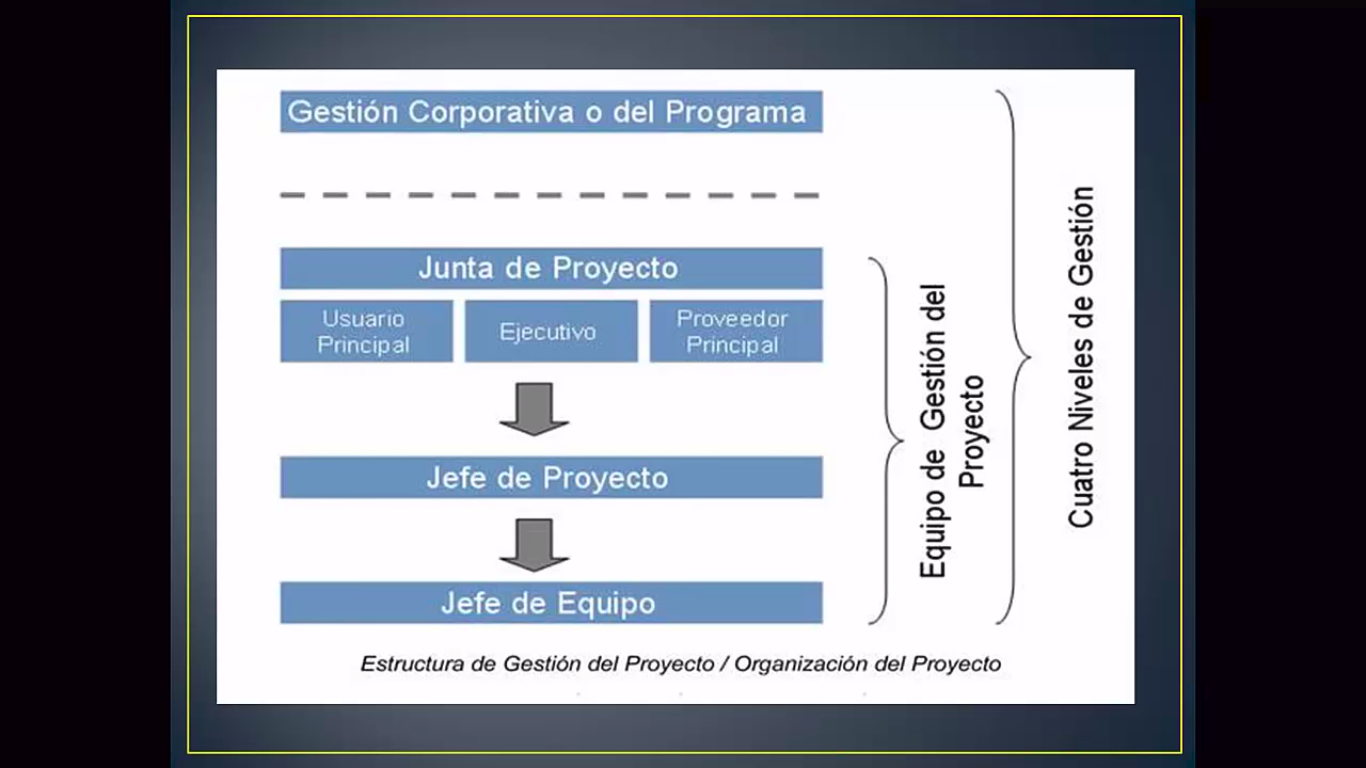 Gestión Corporativa o del Programa
Junta de Proyecto
Usuario
Principal
Ejecutivo
Proveedor
Principal
Jefe de Proyecto
Jefe de Equipo
Equipo de Gestión del
Proyecto
Cuatro Niveles de Gestión
Estructura de Gestión del Proyecto / Organización del Proyecto